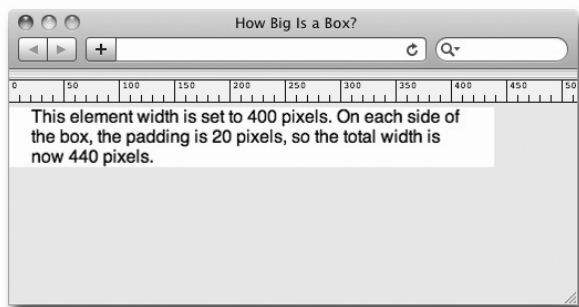 How Big Is a Box?
0 50 100 150 200 250 300 350 400 450 50
This element width is set to 400 pixels. On each side of
the box, the padding is 20 pixels, so the total width is
now 440 pixels.